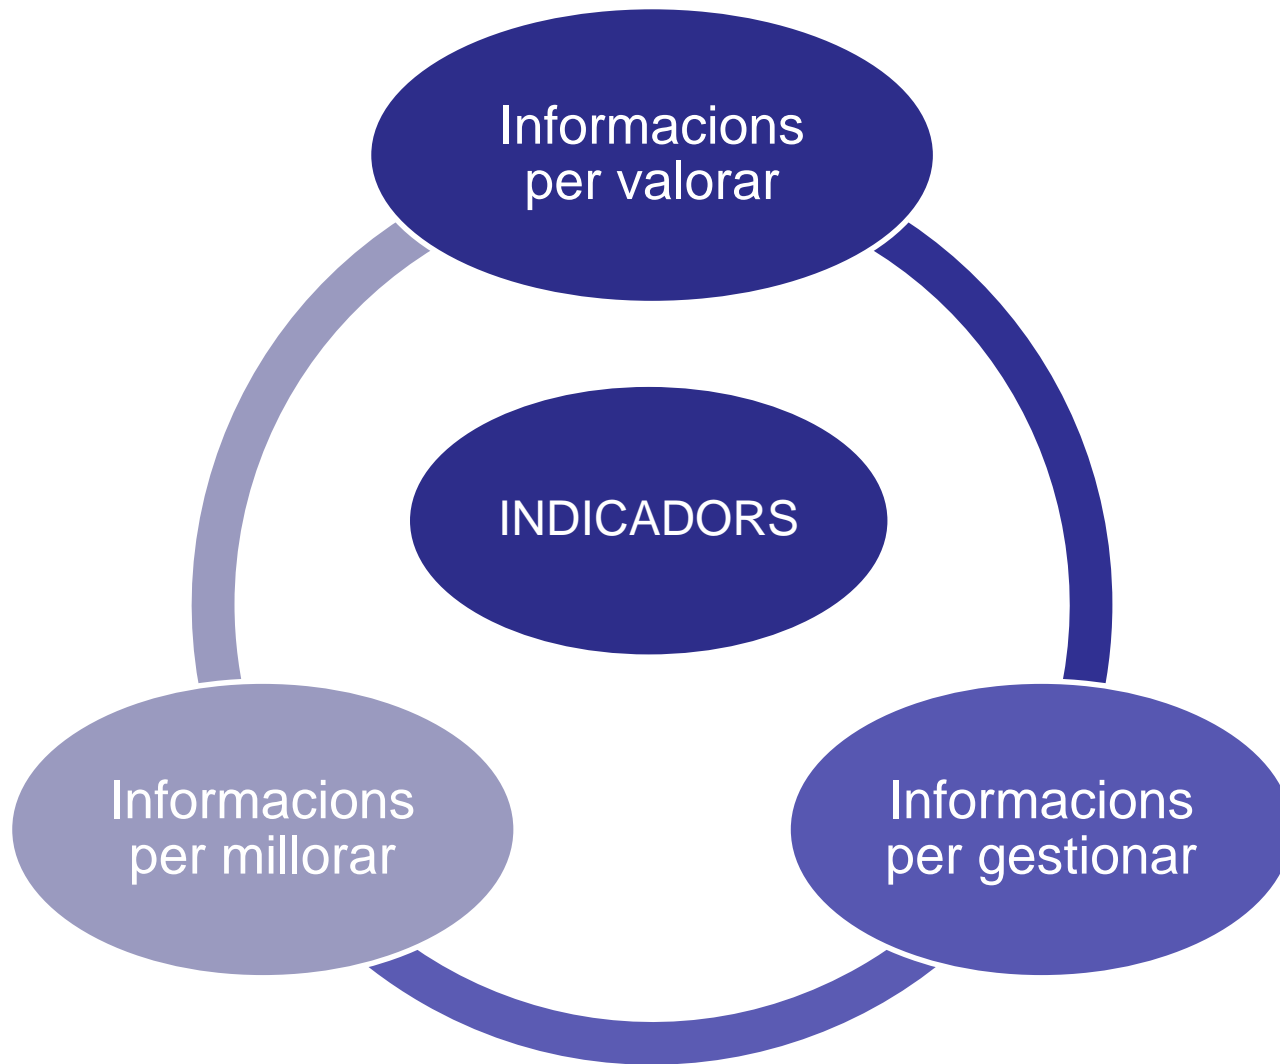 Informacions
per valorar
INDICADORS
Informacions
per millorar
Informacions
per gestionar